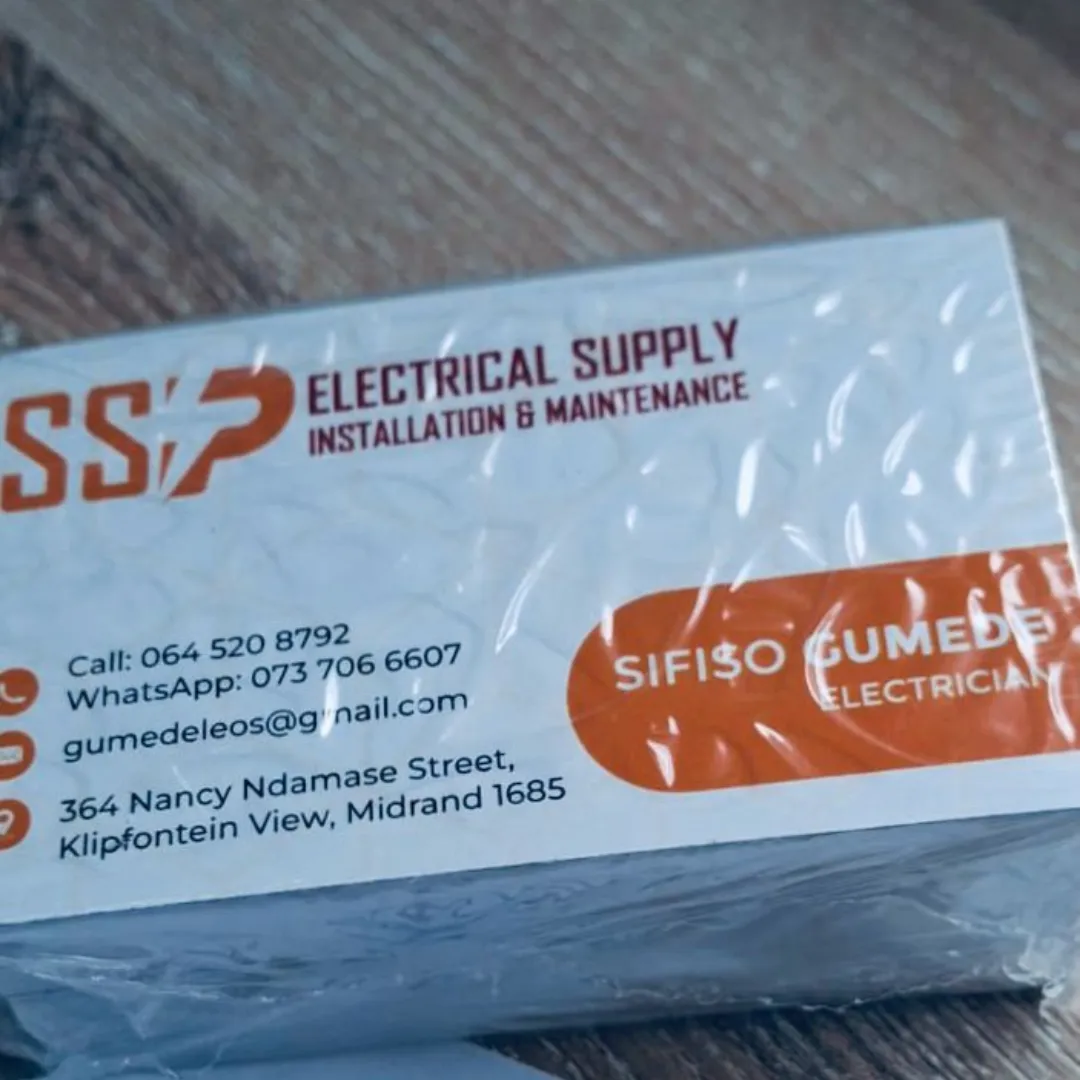 SSP
ELECTRICAL SUPPLY
INSTALLATION & MAINTENANCE
Call: 064 520 8792
WhatsApp: 073 706 6607
gumedeleos@gmail.com
364 Nancy Ndamase Street,
Klipfontein View, Midrand 1685
SIFISO GUMEDE
ELECTRICIAN